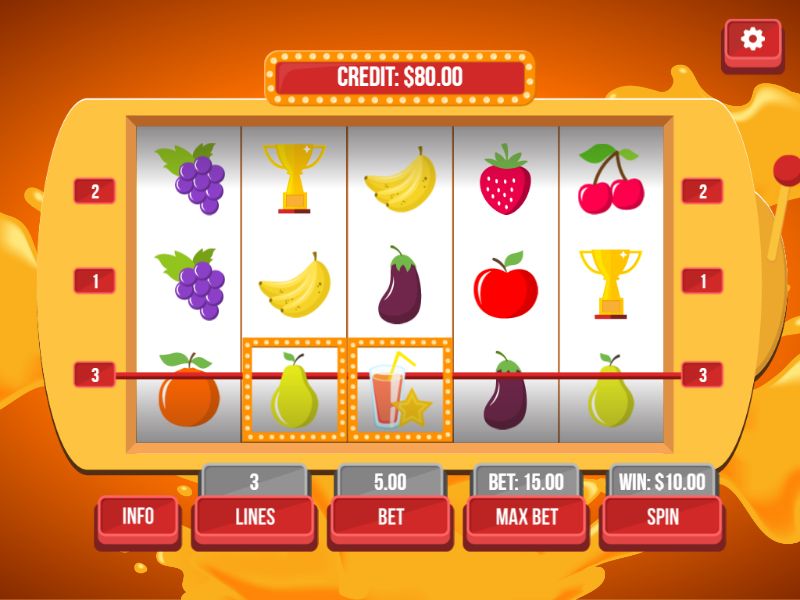 CREDIT: $80.00
2
2
1
1
3
3
3
5.00
BET: 15.00
WIN: $10.00
INFO
LINES
BET
MAX BET
SPIN